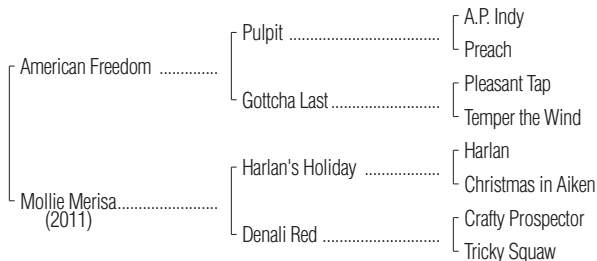 A.P. Indy
Pulpit ................................
Preach
American Freedom ..............
Pleasant Tap
Gottcha Last.......................
Temper the Wind
Harlan
Harlan's Holiday ................
Christmas in Aiken
Mollie Merisa.......................
(2011)
Crafty Prospector
Denali Red .........................
Tricky Squaw